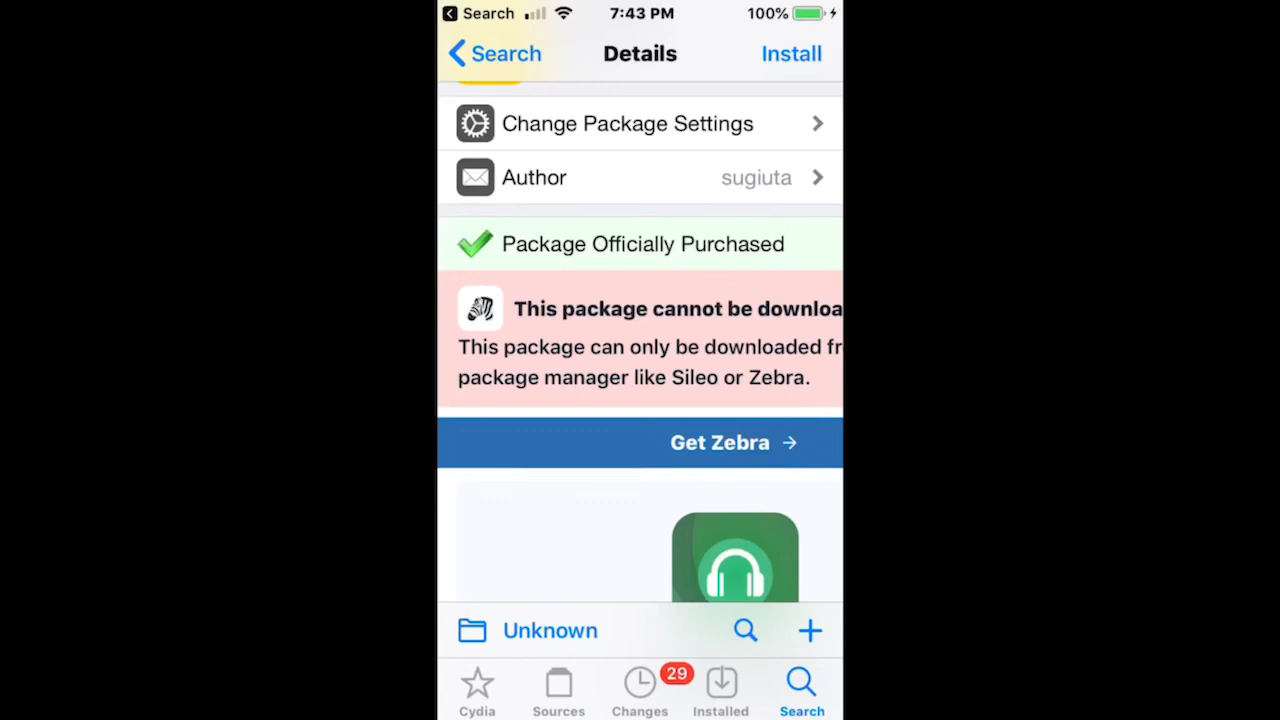 Search 7:43 PM 100%
Search Details Install
Change Package Settings
Author sugiuta
Package Officially Purchased
This package cannot be downloa
This package can only be downloaded fr
package manager like Sileo or Zebra.
Get Zebra →
Unknown
29
Cydia Sources Changes Installed Search